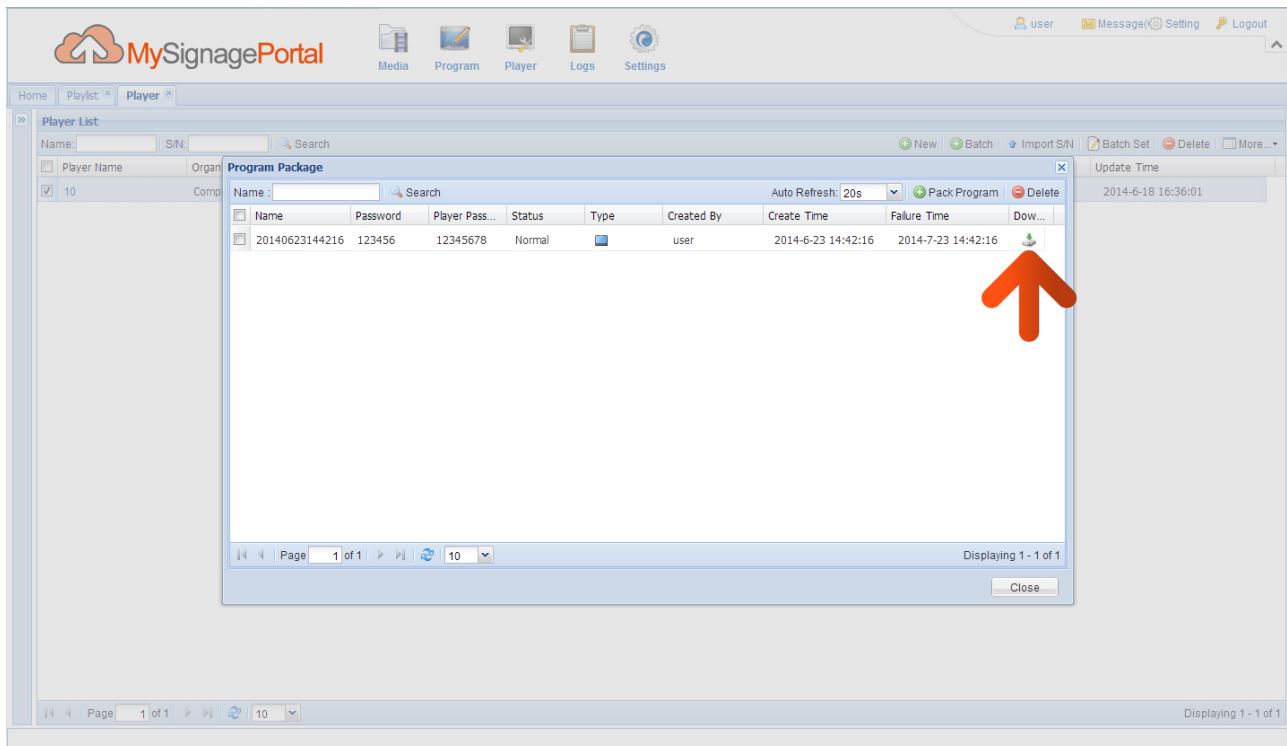 user Message( Setting Logout
MySignagePortal
Media Program Player Logs Settings
Home Playlist Player
Player List
Name: S/N: Search New Batch Import S/N Batch Set Delete More...
Player Name Organ Update Time
10 Comp 2014-6-18 16:36:01
Program Package
Name : Search Auto Refresh: 20s Pack Program Delete
Name Password Player Pass... Status Type Created By Create Time Failure Time Dow...
20140623144216 123456 12345678 Normal user 2014-6-23 14:42:16 2014-7-23 14:42:16
Page 1 of 1 10 Displaying 1 - 1 of 1
Close
Page 1 of 1 10 Displaying 1 - 1 of 1